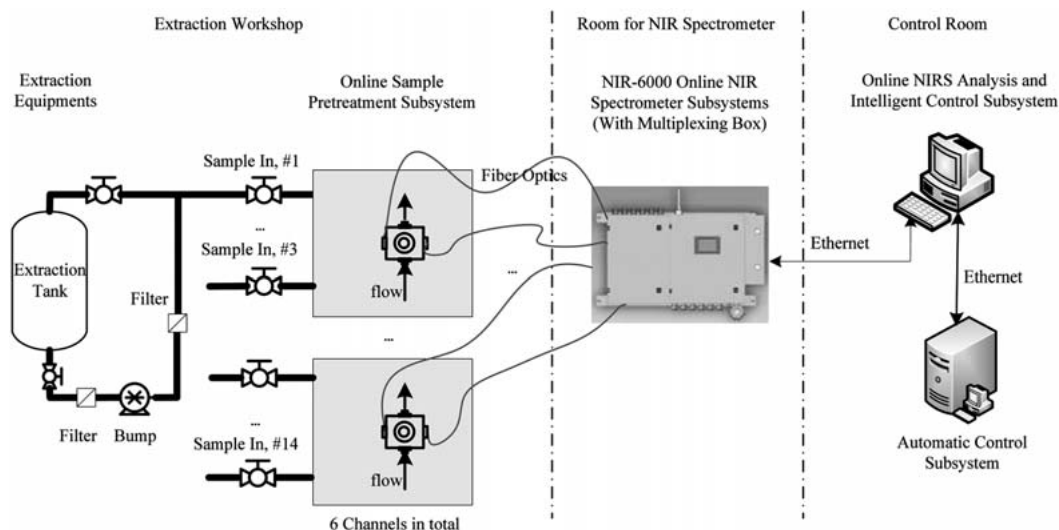 Extraction Workshop
Room for NIR Spectrometer
Control Room
Extraction
Equipments
Online Sample
Pretreatment Subsystem
NIR-6000 Online NIR
Spectrometer Subsystems
(With Multiplexing Box)
Online NIRS Analysis and
Intelligent Control Subsystem
Sample In, #1
...
Sample In, #3
Fiber Optics
flow
...
Extraction
Tank
Filter
Filter
Bump
...
...
Sample In, #14
flow
6 Channels in total
Ethernet
Ethernet
Automatic Control
Subsystem